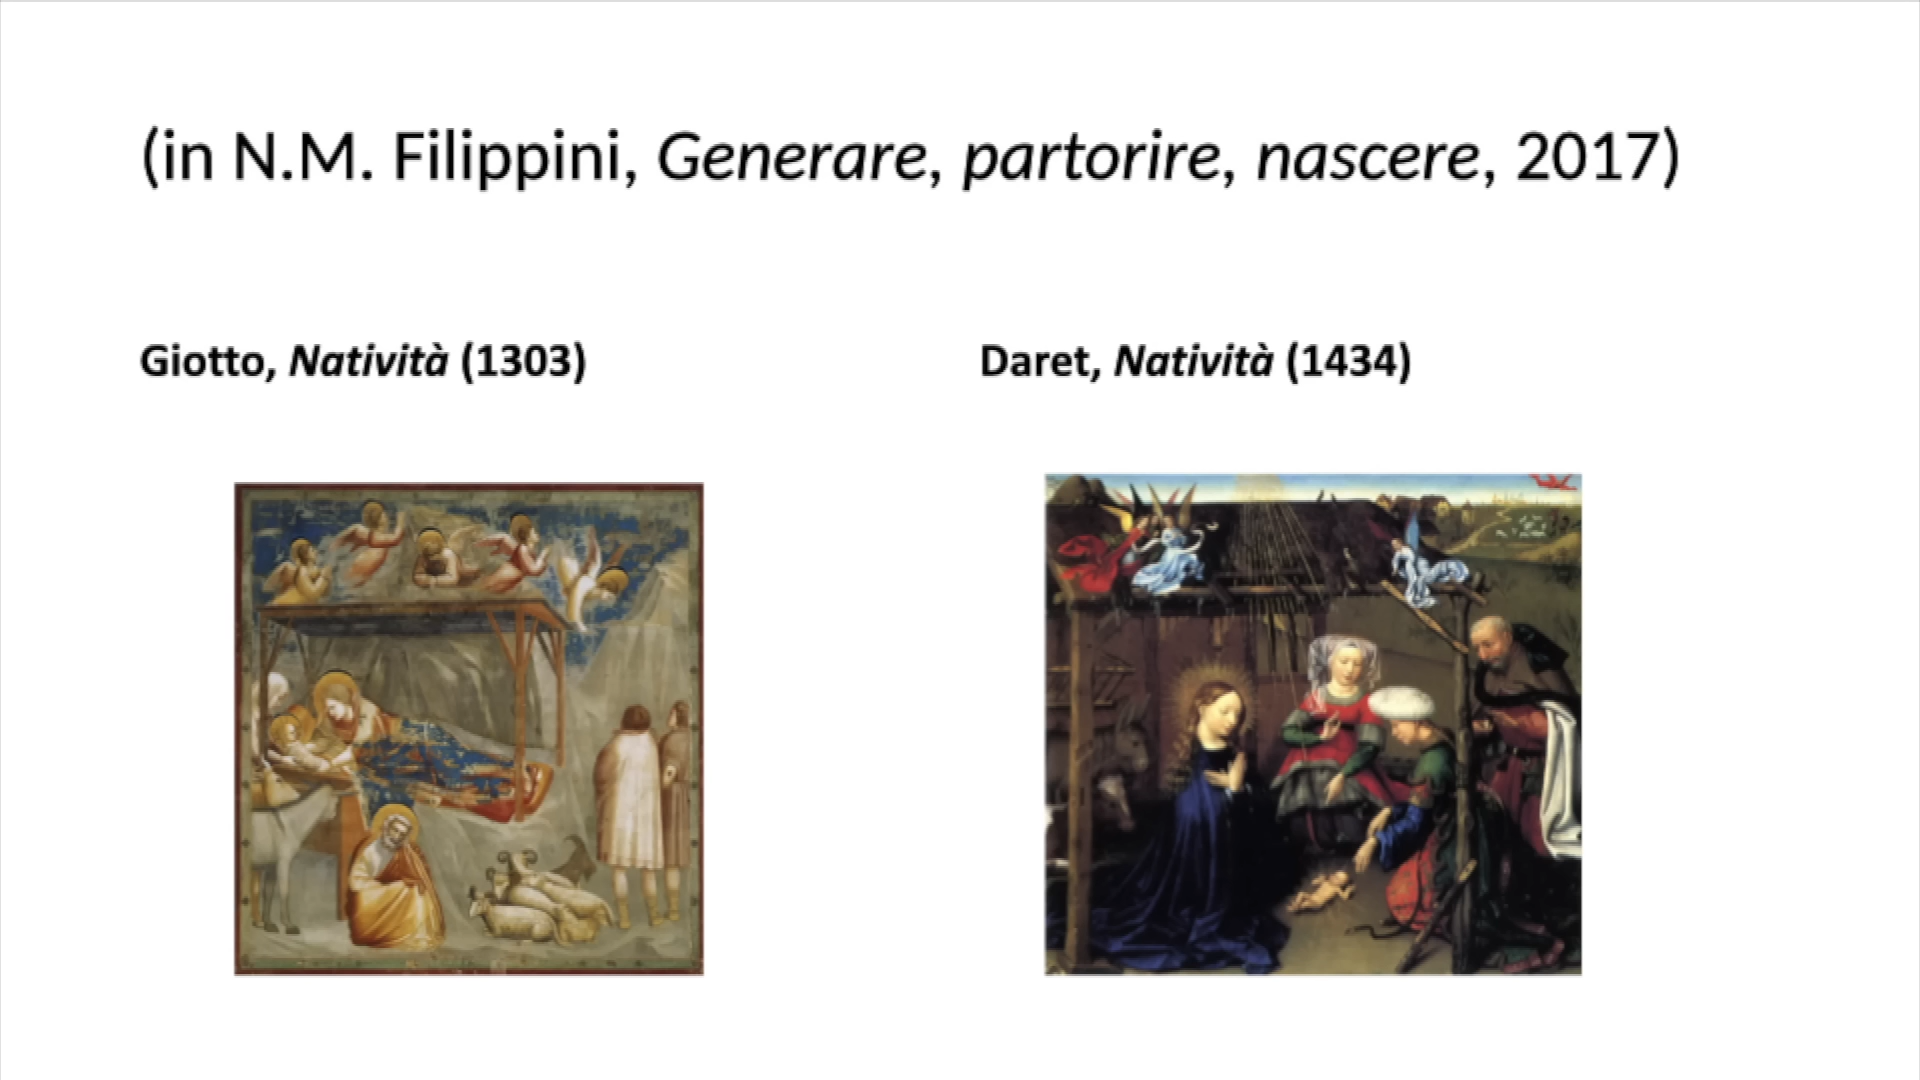 (in N.M. Filippini, Generare, partorire, nascere, 2017)
Giotto, Natività (1303)
Daret, Natività (1434)